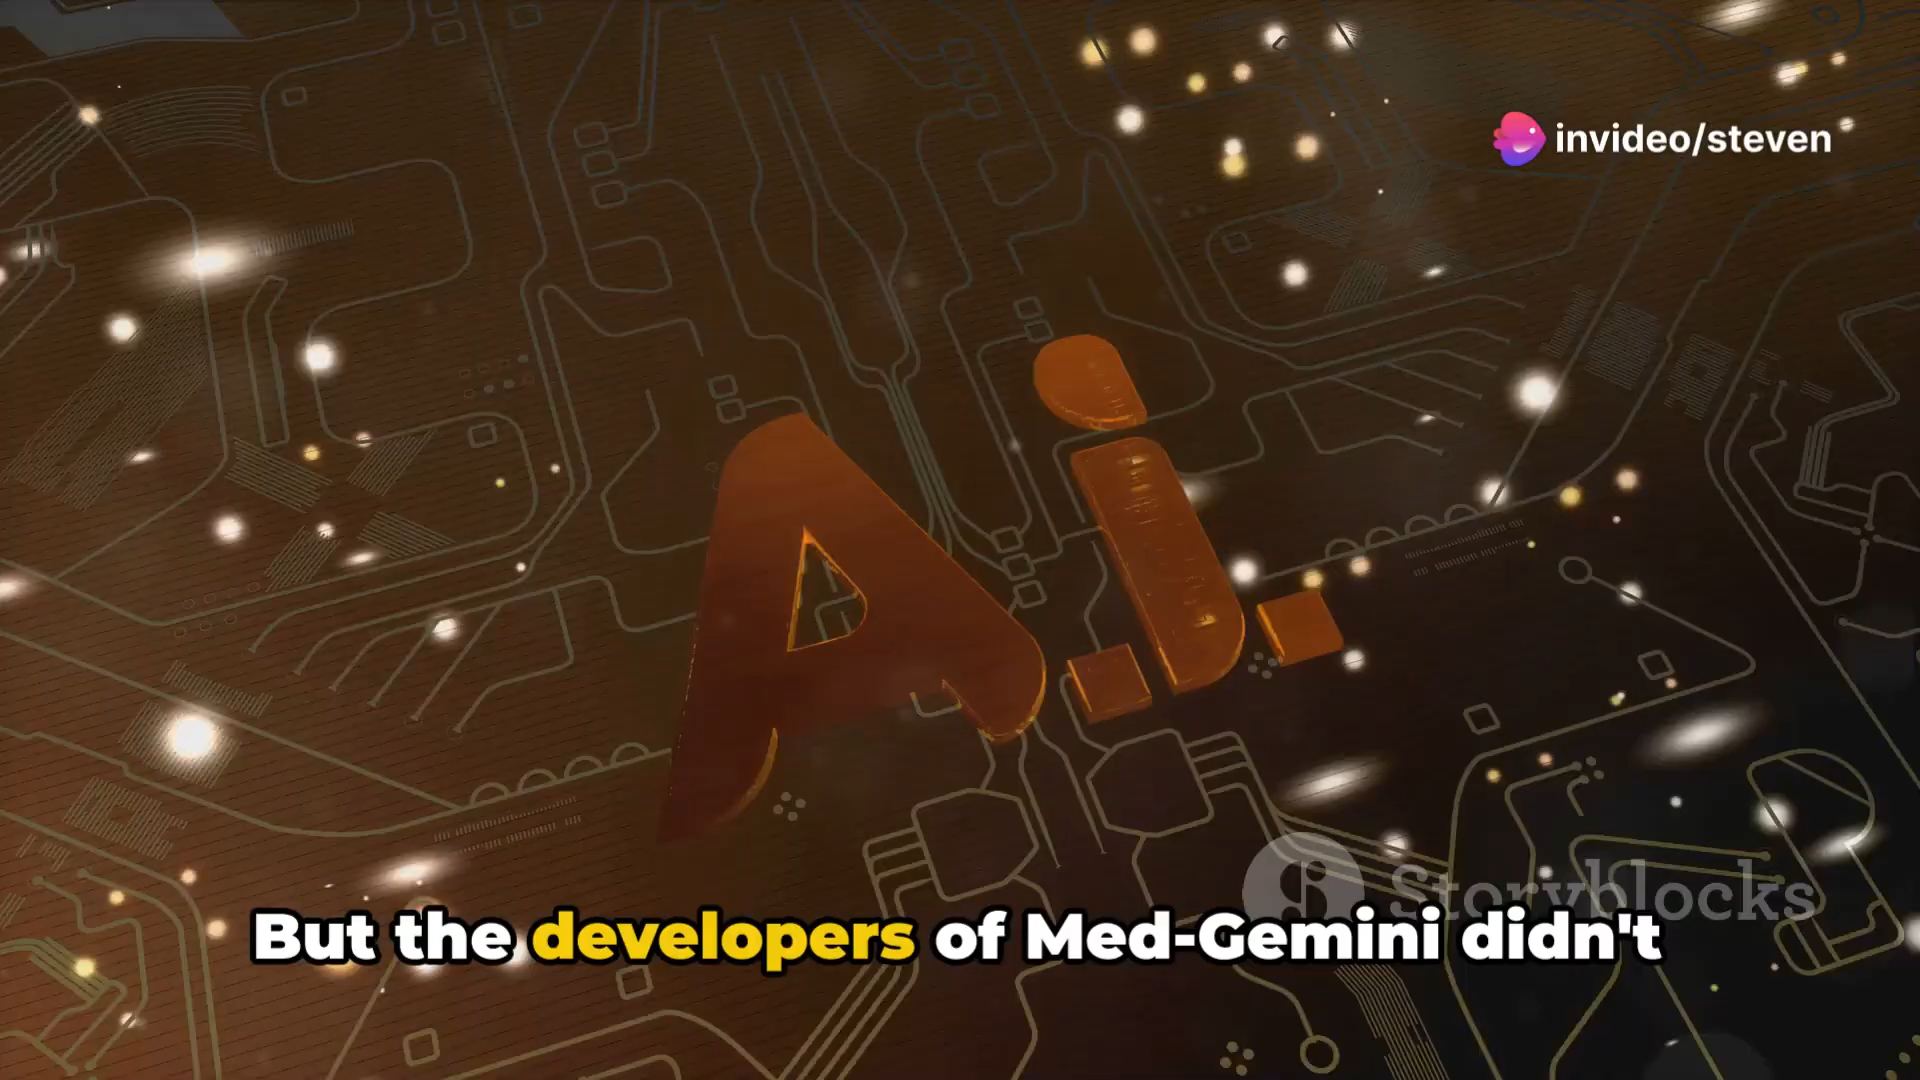 invideo/steven
A.i.
Storyblocks
But the developers of Med-Gemini didn't